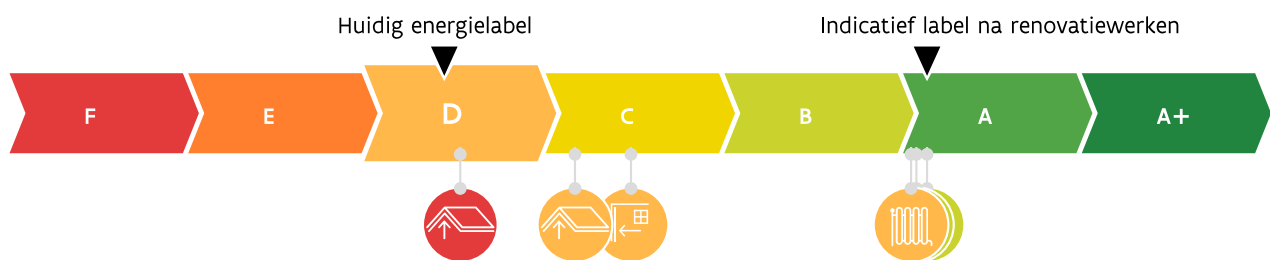 Huidig energielabel
Indicatief label na renovatiewerken
F
E
D
C
B
A
A+